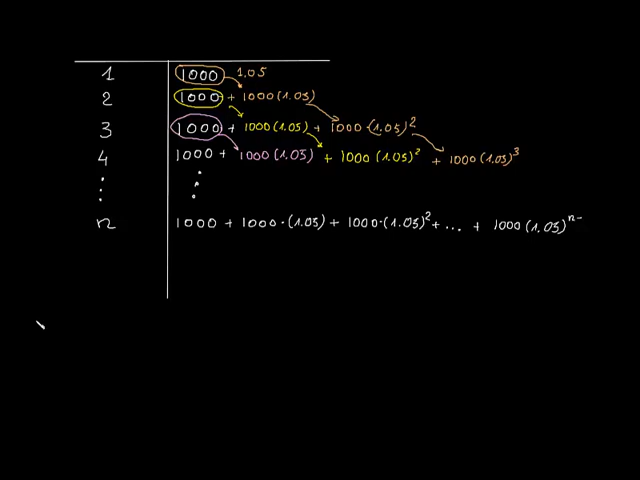 1 1000 1.05
2 1000 + 1000(1.05)
3 1000 + 1000(1.05) + 1000·(1.05)²
4 1000 + 1000(1.05) + 1000(1.05)² + 1000(1.05)³
⋮ ⋮
n 1000 + 1000·(1.05) + 1000·(1.05)² + ... + 1000(1.05)ⁿ⁻